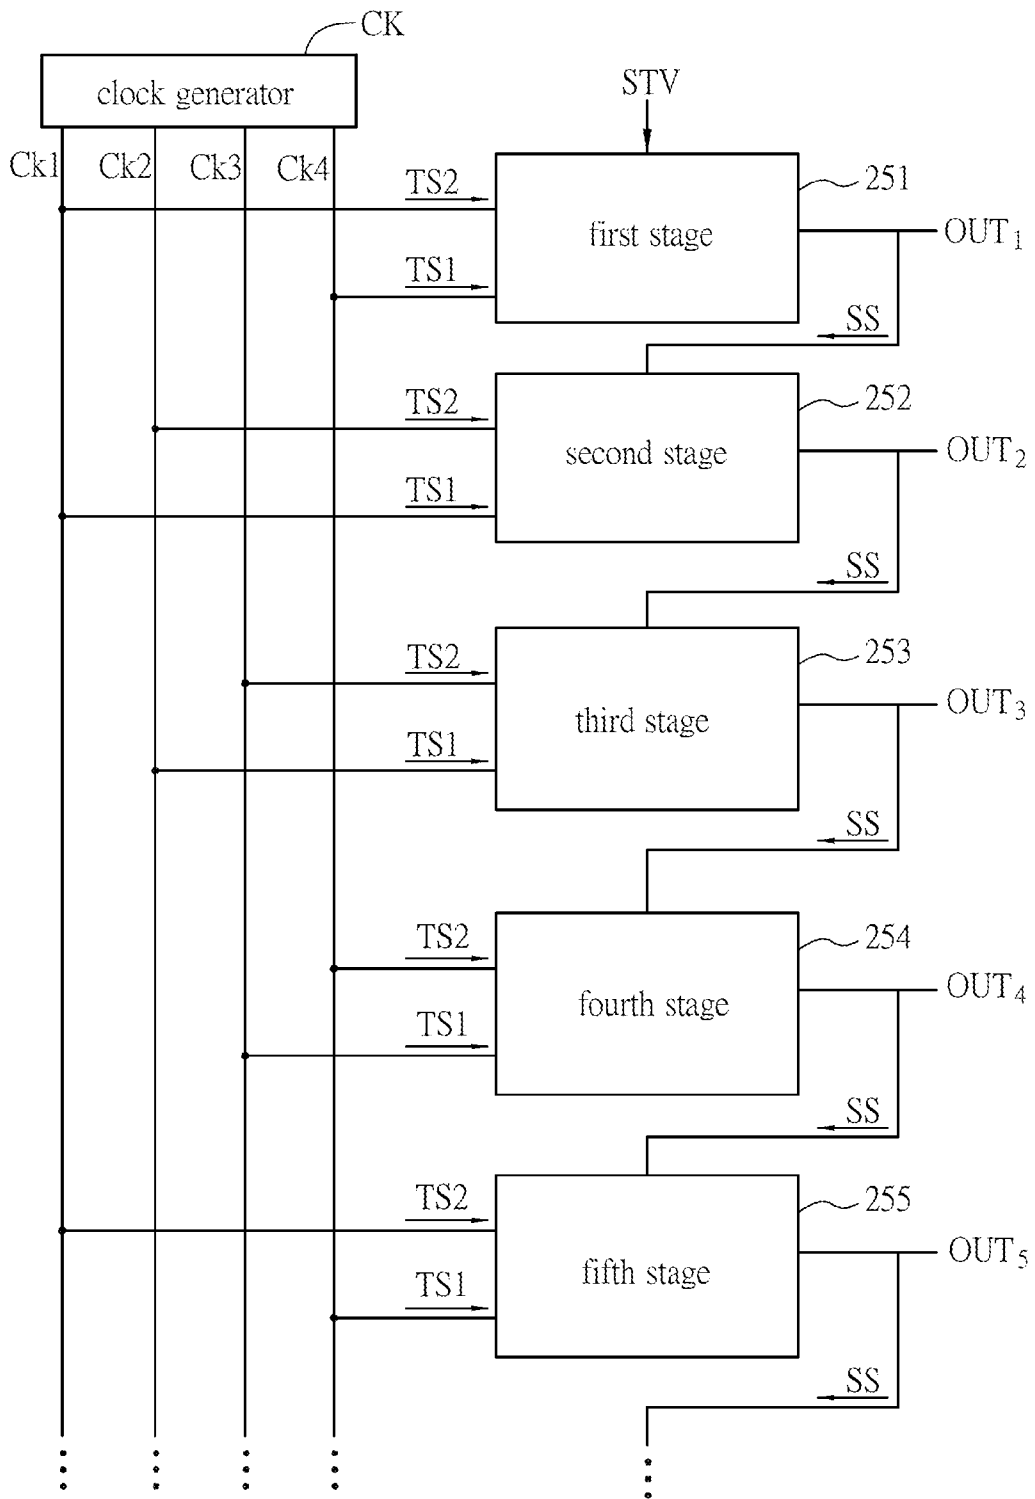 CK
clock generator
STV
Ck1 Ck2 Ck3 Ck4
TS2
251
first stage
OUT1
TS1
SS
TS2
252
second stage
OUT2
TS1
SS
TS2
253
third stage
OUT3
TS1
SS
TS2
254
fourth stage
OUT4
TS1
SS
TS2
255
fifth stage
OUT5
TS1
SS